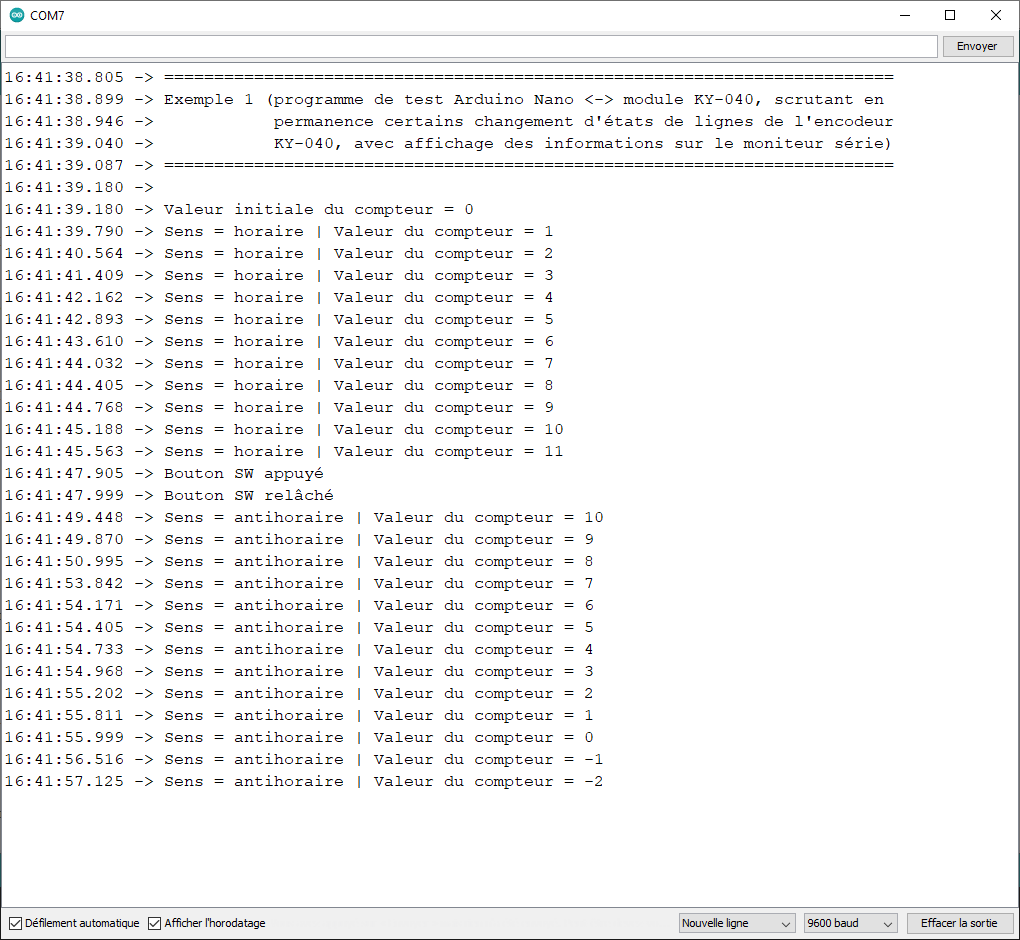 COM7
Envoyer
16:41:38.805 -> =========================================================================
16:41:38.899 -> Exemple 1 (programme de test Arduino Nano <-> module KY-040, scrutant en
16:41:38.946 ->            permanence certains changement d'états de lignes de l'encodeur
16:41:39.040 ->            KY-040, avec affichage des informations sur le moniteur série)
16:41:39.087 -> =========================================================================
16:41:39.180 ->
16:41:39.180 -> Valeur initiale du compteur = 0
16:41:39.790 -> Sens = horaire | Valeur du compteur = 1
16:41:40.564 -> Sens = horaire | Valeur du compteur = 2
16:41:41.409 -> Sens = horaire | Valeur du compteur = 3
16:41:42.162 -> Sens = horaire | Valeur du compteur = 4
16:41:42.893 -> Sens = horaire | Valeur du compteur = 5
16:41:43.610 -> Sens = horaire | Valeur du compteur = 6
16:41:44.032 -> Sens = horaire | Valeur du compteur = 7
16:41:44.405 -> Sens = horaire | Valeur du compteur = 8
16:41:44.768 -> Sens = horaire | Valeur du compteur = 9
16:41:45.188 -> Sens = horaire | Valeur du compteur = 10
16:41:45.563 -> Sens = horaire | Valeur du compteur = 11
16:41:47.905 -> Bouton SW appuyé
16:41:47.999 -> Bouton SW relâché
16:41:49.448 -> Sens = antihoraire | Valeur du compteur = 10
16:41:49.870 -> Sens = antihoraire | Valeur du compteur = 9
16:41:50.995 -> Sens = antihoraire | Valeur du compteur = 8
16:41:53.842 -> Sens = antihoraire | Valeur du compteur = 7
16:41:54.171 -> Sens = antihoraire | Valeur du compteur = 6
16:41:54.405 -> Sens = antihoraire | Valeur du compteur = 5
16:41:54.733 -> Sens = antihoraire | Valeur du compteur = 4
16:41:54.968 -> Sens = antihoraire | Valeur du compteur = 3
16:41:55.202 -> Sens = antihoraire | Valeur du compteur = 2
16:41:55.811 -> Sens = antihoraire | Valeur du compteur = 1
16:41:55.999 -> Sens = antihoraire | Valeur du compteur = 0
16:41:56.516 -> Sens = antihoraire | Valeur du compteur = -1
16:41:57.125 -> Sens = antihoraire | Valeur du compteur = -2
Défilement automatique Afficher l'horodatage Nouvelle ligne 9600 baud Effacer la sortie